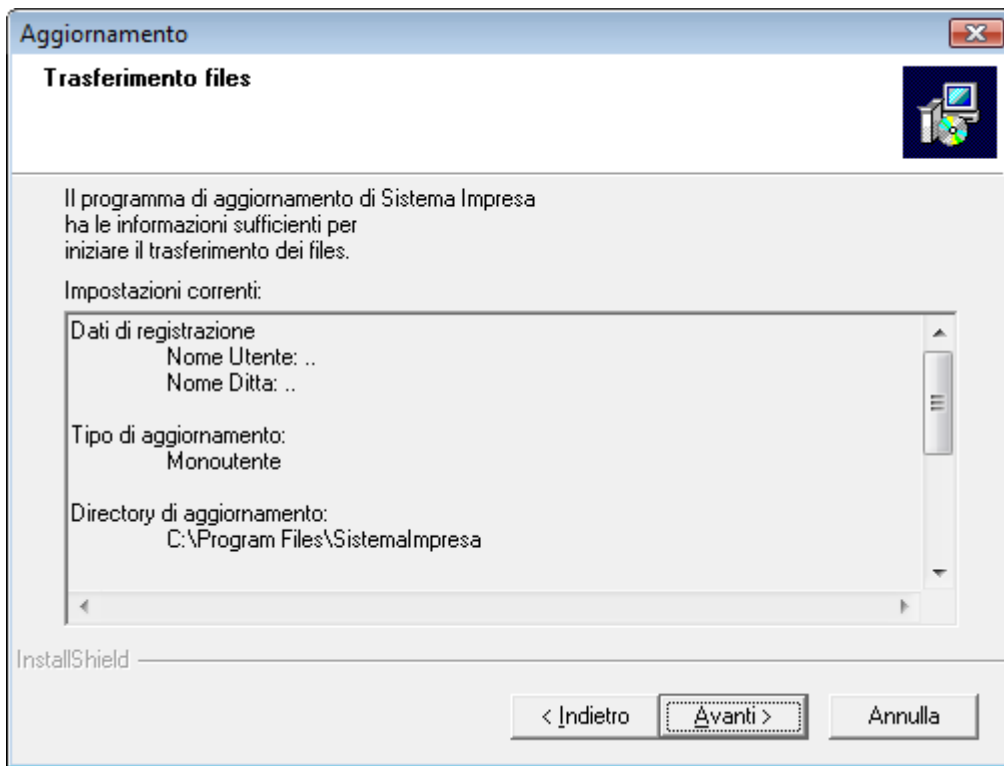 Aggiornamento
Trasferimento files
Il programma di aggiornamento di Sistema Impresa
ha le informazioni sufficienti per
iniziare il trasferimento dei files.
Impostazioni correnti:
Dati di registrazione
Nome Utente: ..
Nome Ditta: ..
Tipo di aggiornamento:
Monoutente
Directory di aggiornamento:
C:\Program Files\SistemaImpresa
InstallShield
< Indietro
Avanti >
Annulla